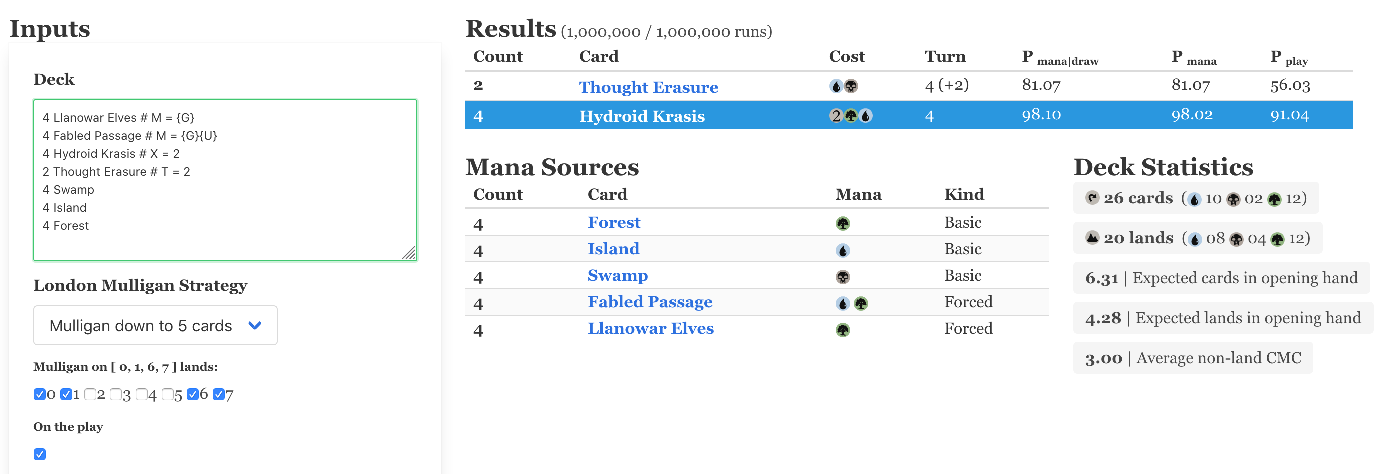 Inputs
Deck
4 Llanowar Elves # M = {G}
4 Fabled Passage # M = {G}{U}
4 Hydroid Krasis # X = 2
2 Thought Erasure # T = 2
4 Swamp
4 Island
4 Forest
London Mulligan Strategy
Mulligan down to 5 cards
Mulligan on [ 0, 1, 6, 7 ] lands:
0 1 2 3 4 5 6 7
On the play
Results (1,000,000 / 1,000,000 runs)
Count Card Cost Turn P mana|draw P mana P play
2 Thought Erasure 4 (+2) 81.07 81.07 56.03
4 Hydroid Krasis 2 4 98.10 98.02 91.04
Mana Sources
Count Card Mana Kind
4 Forest Basic
4 Island Basic
4 Swamp Basic
4 Fabled Passage Forced
4 Llanowar Elves Forced
Deck Statistics
26 cards ( 10 02 12)
20 lands ( 08 04 12)
6.31 | Expected cards in opening hand
4.28 | Expected lands in opening hand
3.00 | Average non-land CMC